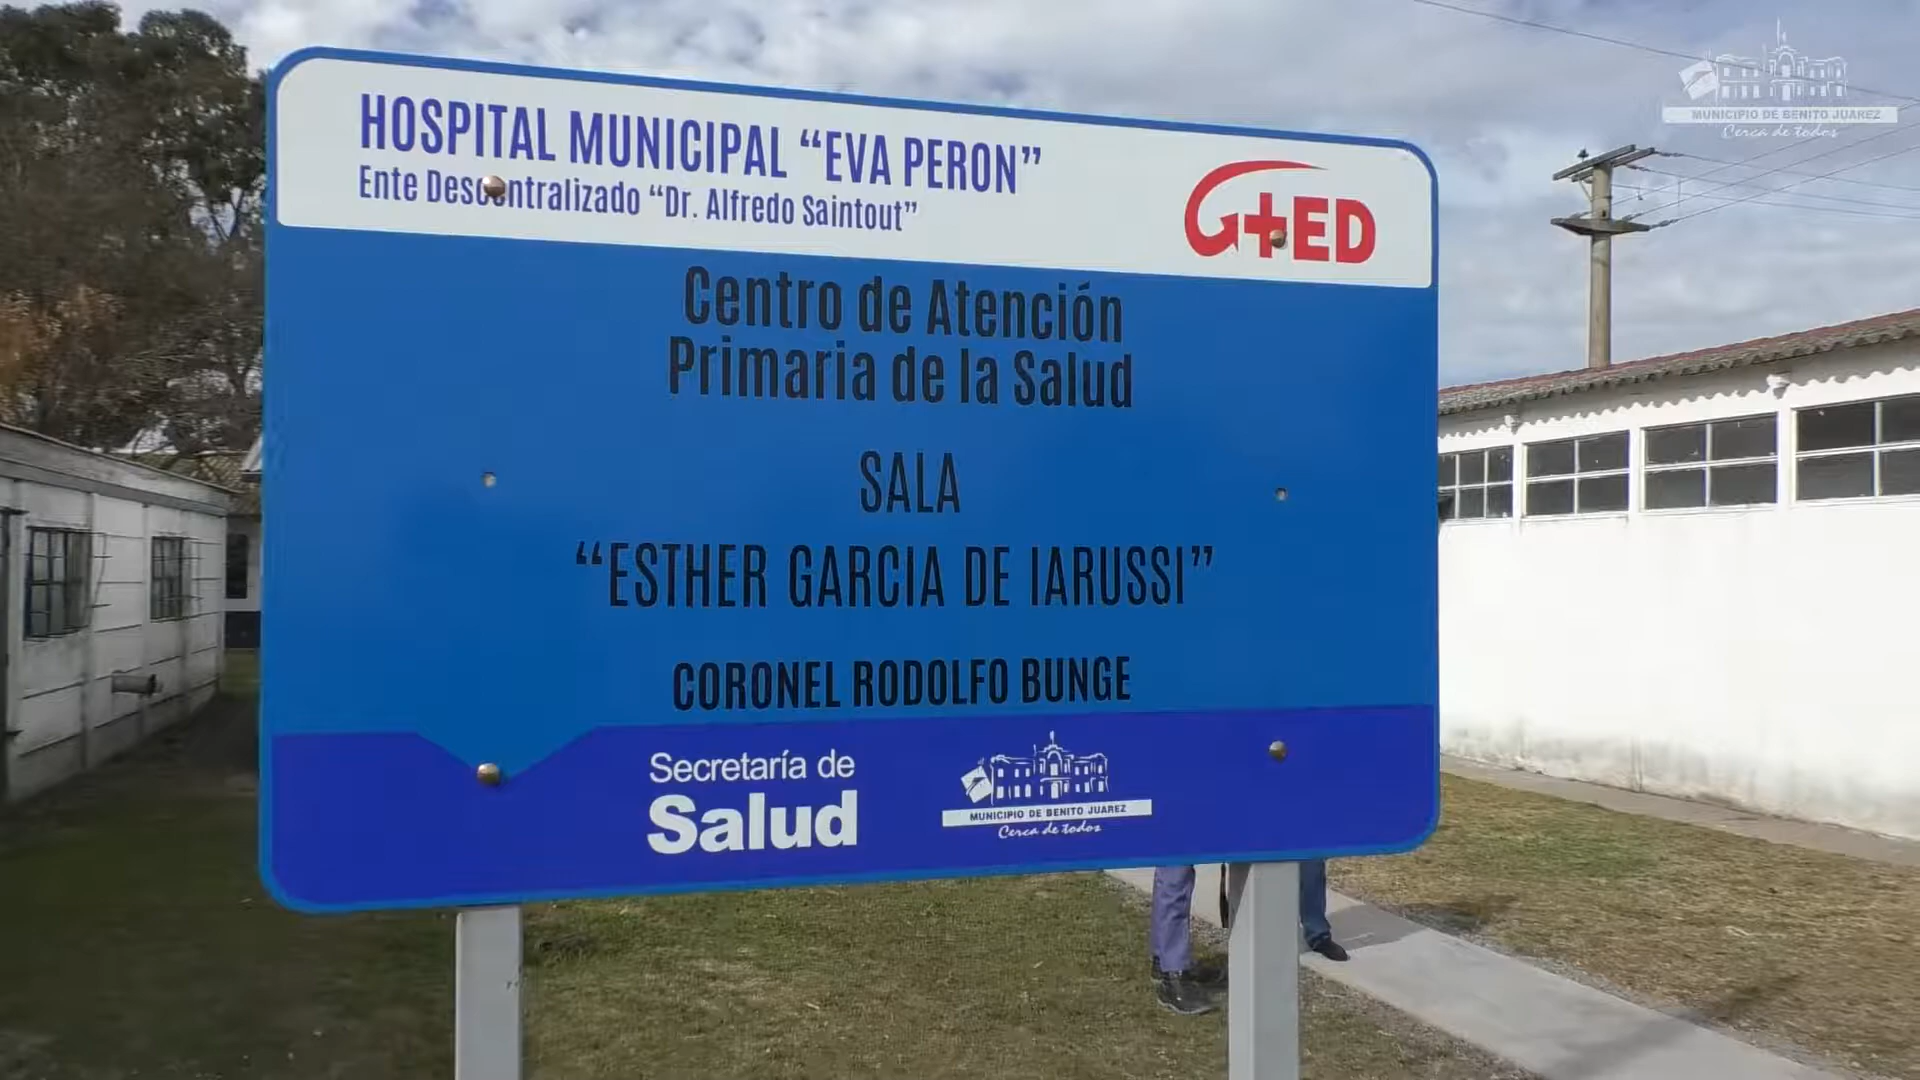 MUNICIPIO DE BENITO JUAREZ
Cerca de todos
HOSPITAL MUNICIPAL “EVA PERON”
Ente Descentralizado “Dr. Alfredo Saintout”
+ED
Centro de Atención
Primaria de la Salud
SALA
“ESTHER GARCIA DE IARUSSI”
CORONEL RODOLFO BUNGE
Secretaría de
Salud
MUNICIPIO DE BENITO JUAREZ
Cerca de todos